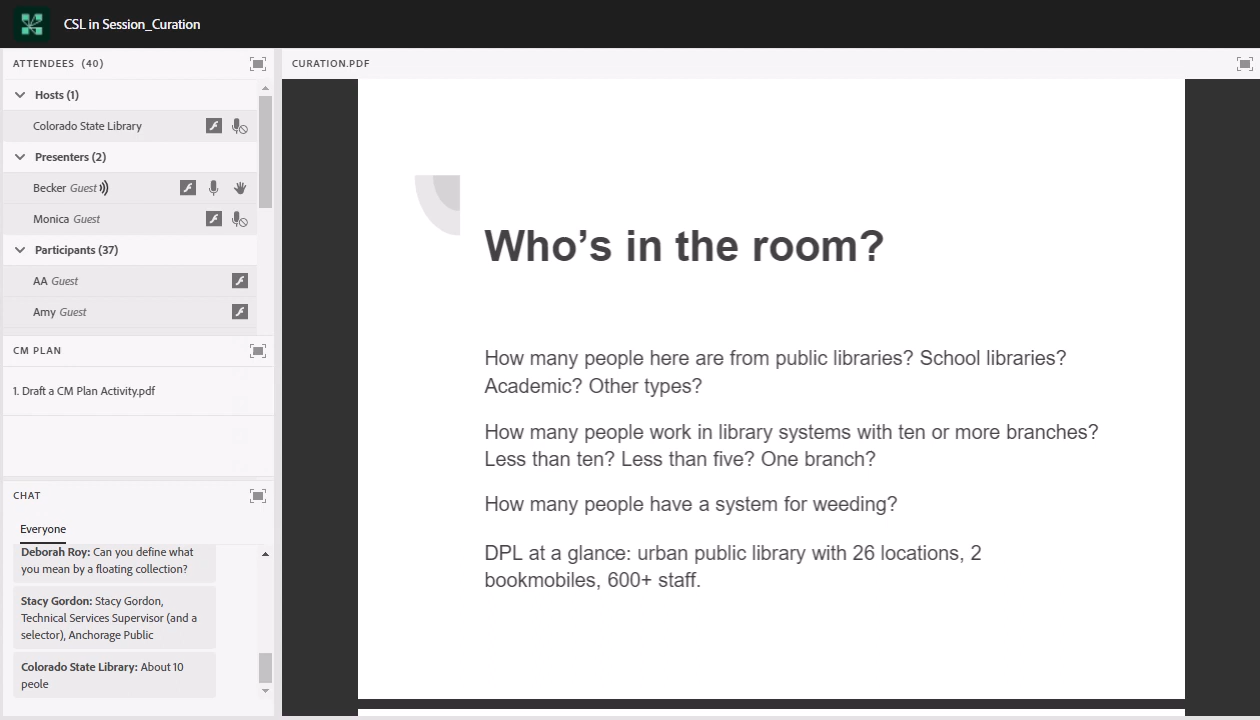 CSL in Session_Curation
ATTENDEES (40)
Hosts (1)
Colorado State Library
Presenters (2)
Becker Guest
Monica Guest
Participants (37)
AA Guest
Amy Guest
CM PLAN
1. Draft a CM Plan Activity.pdf
CHAT
Everyone
Deborah Roy: Can you define what
you mean by a floating collection?
Stacy Gordon: Stacy Gordon,
Technical Services Supervisor (and a
selector), Anchorage Public
Colorado State Library: About 10
peole
CURATION.PDF
Who’s in the room?
How many people here are from public libraries? School libraries?
Academic? Other types?
How many people work in library systems with ten or more branches?
Less than ten? Less than five? One branch?
How many people have a system for weeding?
DPL at a glance: urban public library with 26 locations, 2
bookmobiles, 600+ staff.